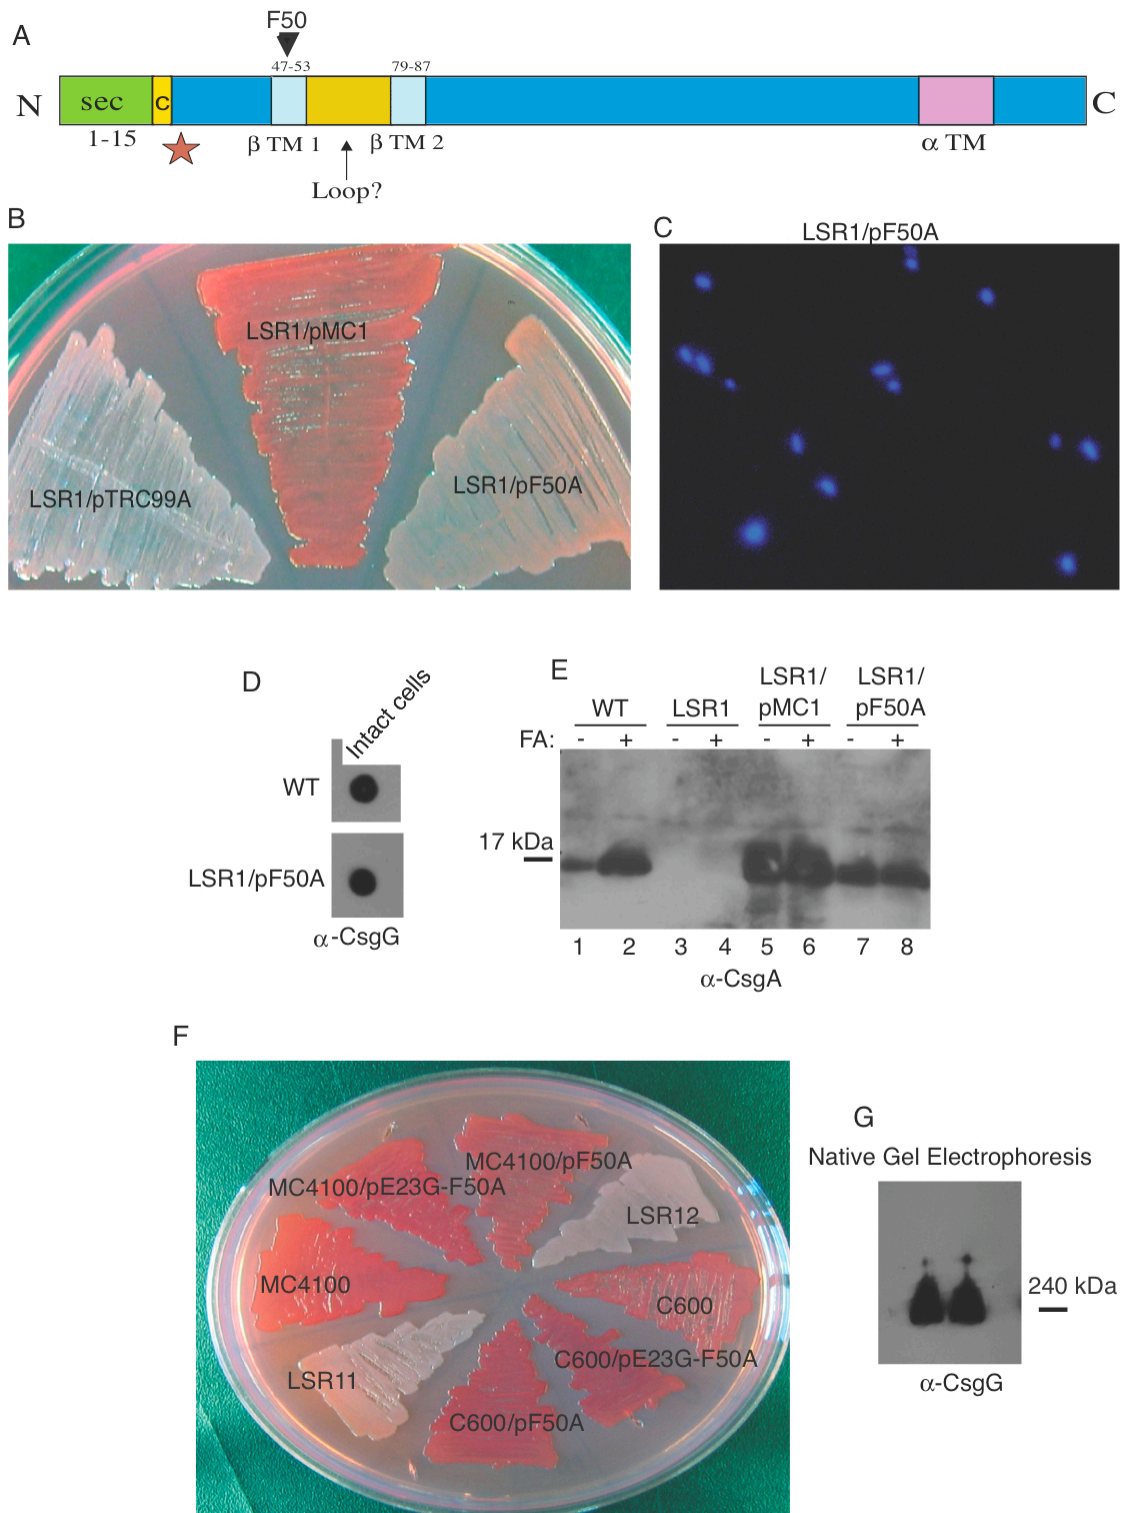 A
F50
47-53
79-87
N
sec
C
C
1-15
β TM 1
β TM 2
α TM
Loop?
B
LSR1/pMC1
LSR1/pTRC99A
LSR1/pF50A
C
LSR1/pF50A
D
Intact cells
WT
LSR1/pF50A
α-CsgG
E
WT
LSR1
LSR1/
pMC1
LSR1/
pF50A
FA: - + - + - + - +
17 kDa
1 2 3 4 5 6 7 8
α-CsgA
F
MC4100/pF50A
MC4100/pE23G-F50A
LSR12
MC4100
C600
C600/pE23G-F50A
LSR11
C600/pF50A
G
Native Gel Electrophoresis
240 kDa
α-CsgG